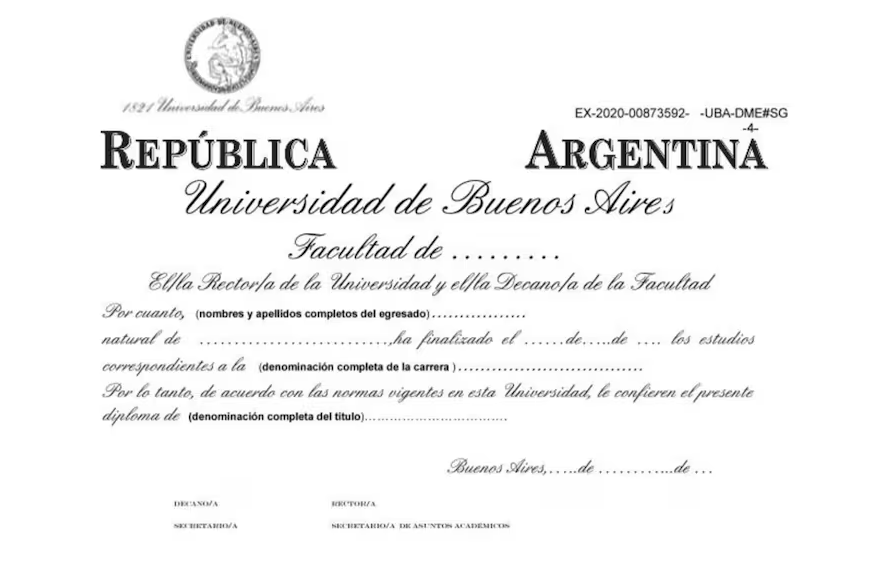 UNIVERSIDAD DE BUENOS AIRES
1821 Universidad de Buenos Aires
EX-2020-00873592- -UBA-DME#SG
-4-
REPÚBLICA ARGENTINA
Universidad de Buenos Aires
Facultad de .........
El/la Rector/a de la Universidad y el/la Decano/a de la Facultad
Por cuanto, (nombres y apellidos completos del egresado).................
natural de ...........................,ha finalizado el ......de.....de .... los estudios
correspondientes a la (denominación completa de la carrera ).................................
Por lo tanto, de acuerdo con las normas vigentes en esta Universidad, le confieren el presente
diploma de (denominación completa del título)................................
Buenos Aires,.....de ............de ...
DECANO/A RECTOR/A
SECRETARIO/A SECRETARIO/A DE ASUNTOS ACADÉMICOS